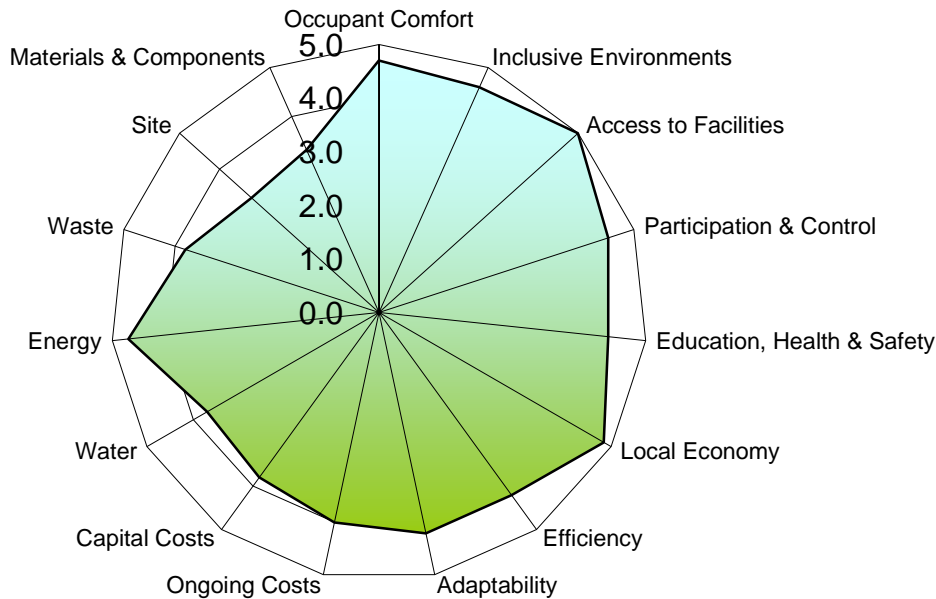 Occupant Comfort
5.0
Materials & Components
Inclusive Environments
4.0
Site
Access to Facilities
3.0
2.0
Waste
Participation & Control
1.0
0.0
Energy
Education, Health & Safety
Water
Local Economy
Capital Costs
Efficiency
Ongoing Costs
Adaptability